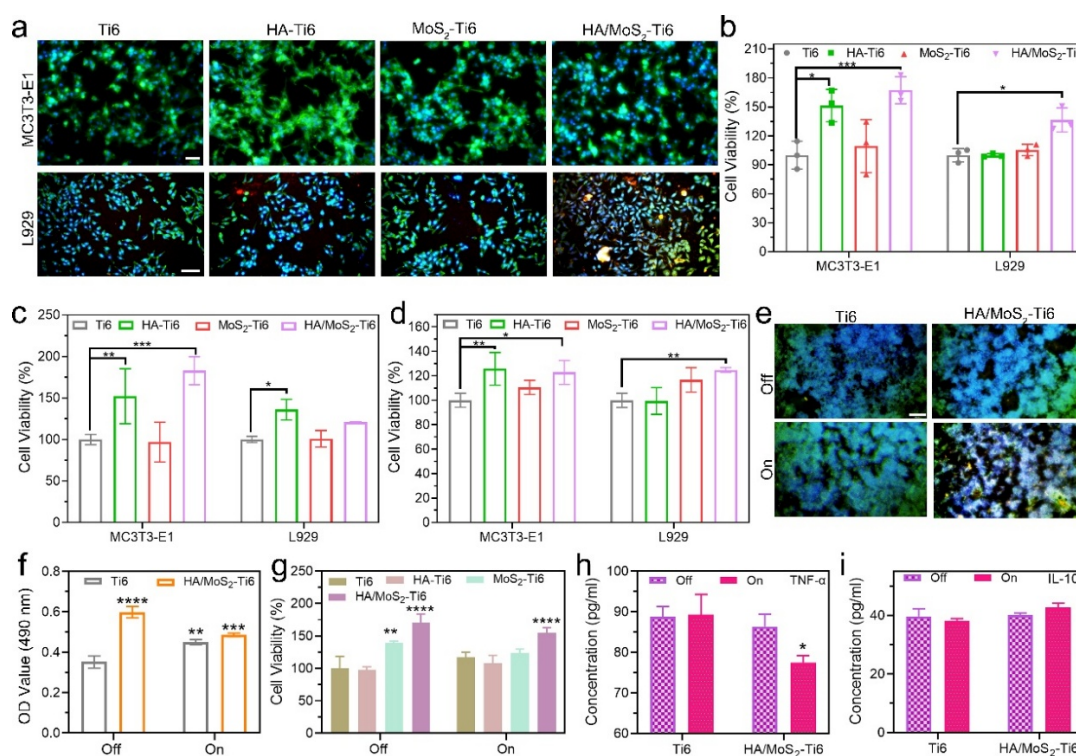 a
Ti6 HA-Ti6 MoS2-Ti6 HA/MoS2-Ti6
MC3T3-E1
L929
b
Ti6 HA-Ti6 MoS2-Ti6 HA/MoS2-Ti
Cell Viability (%)
210
180
150
120
90
60
30
0
* *** *
MC3T3-E1 L929
c
Ti6 HA-Ti6 MoS2-Ti6 HA/MoS2-Ti6
Cell Viability (%)
250
200
150
100
50
0
** *** *
MC3T3-E1 L929
d
Ti6 HA-Ti6 MoS2-Ti6 HA/MoS2-Ti6
Cell Viability (%)
140
120
100
80
60
40
20
0
** * **
MC3T3-E1 L929
e
Ti6 HA/MoS2-Ti6
Off
On
f
Ti6 HA/MoS2-Ti6
OD Value (490 nm)
0.8
0.6
0.4
0.2
0.0
**** ** ***
Off On
g
Ti6 HA-Ti6 MoS2-Ti6
HA/MoS2-Ti6
Cell Viability (%)
250
200
150
100
50
0
** **** ****
Off On
h
Off On TNF-α
Concentration (pg/ml)
100
90
80
70
60
*
Ti6 HA/MoS2-Ti6
i
Off On IL-10
Concentration (pg/ml)
60
40
20
0
Ti6 HA/MoS2-Ti6